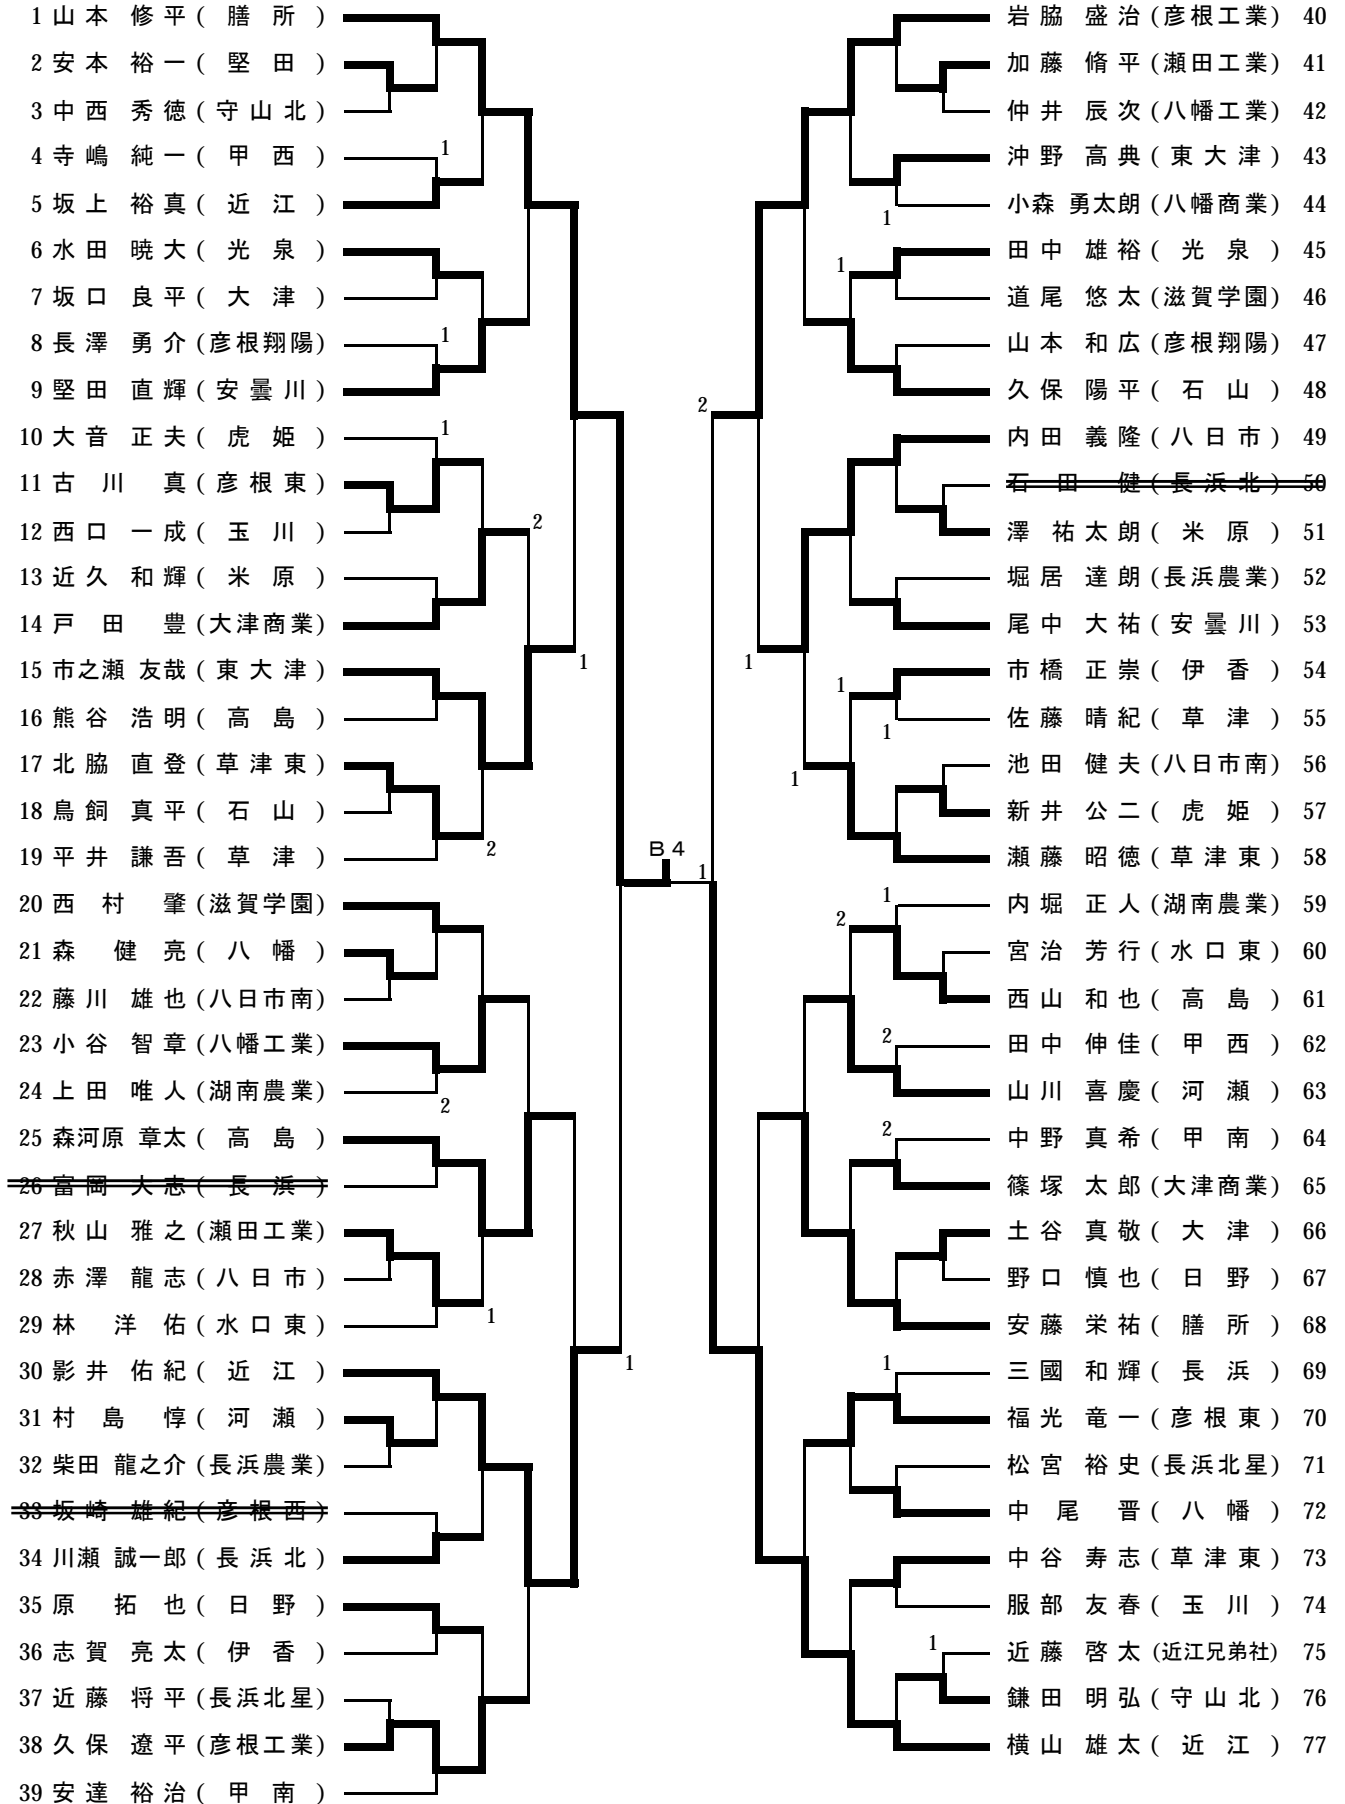 1 山本 修平 ( 膳所 )
2 安本 裕一 ( 堅田 )
3 中西 秀徳 ( 守山北 )
4 寺嶋 純一 ( 甲西 )
1
5 坂上 裕真 ( 近江 )
6 水田 暁大 ( 光泉 )
7 坂口 良平 ( 大津 )
8 長澤 勇介 (彦根翔陽)
1
9 堅田 直輝 ( 安曇川 )
10 大音 正夫 ( 虎姫 )
1
11 古川 真 ( 彦根東 )
12 西口 一成 ( 玉川 )
2
13 近久 和輝 ( 米原 )
14 戸田 豊 (大津商業)
15 市之瀬 友哉 ( 東大津 )
1
16 熊谷 浩明 ( 高島 )
17 北脇 直登 ( 草津東 )
18 鳥飼 真平 ( 石山 )
19 平井 謙吾 ( 草津 )
2
20 西村 肇 (滋賀学園)
21 森 健亮 ( 八幡 )
22 藤川 雄也 (八日市南)
23 小谷 智章 (八幡工業)
24 上田 唯人 (湖南農業)
2
25 森河原 章太 ( 高島 )
26 富岡 大志 ( 長浜 )
27 秋山 雅之 (瀬田工業)
28 赤澤 龍志 ( 八日市 )
29 林 洋佑 ( 水口東 )
1
30 影井 佑紀 ( 近江 )
1
31 村島 惇 ( 河瀬 )
32 柴田 龍之介 (長浜農業)
33 坂崎 雄紀 ( 彦根西 )
34 川瀬 誠一郎 ( 長浜北 )
35 原 拓也 ( 日野 )
36 志賀 亮太 ( 伊香 )
37 近藤 将平 (長浜北星)
38 久保 遼平 (彦根工業)
39 安達 裕治 ( 甲南 )
B4
1
岩脇 盛治 (彦根工業) 40
加藤 脩平 (瀬田工業) 41
仲井 辰次 (八幡工業) 42
沖野 高典 ( 東大津 ) 43
小森 勇太朗 (八幡商業) 44
1
田中 雄裕 ( 光泉 ) 45
1
道尾 悠太 (滋賀学園) 46
山本 和広 (彦根翔陽) 47
久保 陽平 ( 石山 ) 48
2
内田 義隆 ( 八日市 ) 49
石田 健 ( 長浜北 ) 50
澤 祐太朗 ( 米原 ) 51
堀居 達朗 (長浜農業) 52
尾中 大祐 ( 安曇川 ) 53
1
市橋 正崇 ( 伊香 ) 54
1
佐藤 晴紀 ( 草津 ) 55
1
池田 健夫 (八日市南) 56
1
新井 公二 ( 虎姫 ) 57
瀬藤 昭徳 ( 草津東 ) 58
1
内堀 正人 (湖南農業) 59
2
宮治 芳行 ( 水口東 ) 60
西山 和也 ( 高島 ) 61
2
田中 伸佳 ( 甲西 ) 62
山川 喜慶 ( 河瀬 ) 63
2
中野 真希 ( 甲南 ) 64
篠塚 太郎 (大津商業) 65
土谷 真敬 ( 大津 ) 66
野口 慎也 ( 日野 ) 67
安藤 栄祐 ( 膳所 ) 68
1
三國 和輝 ( 長浜 ) 69
福光 竜一 ( 彦根東 ) 70
松宮 裕史 (長浜北星) 71
中尾 晋 ( 八幡 ) 72
中谷 寿志 ( 草津東 ) 73
服部 友春 ( 玉川 ) 74
1
近藤 啓太 (近江兄弟社) 75
鎌田 明弘 ( 守山北 ) 76
横山 雄太 ( 近江 ) 77